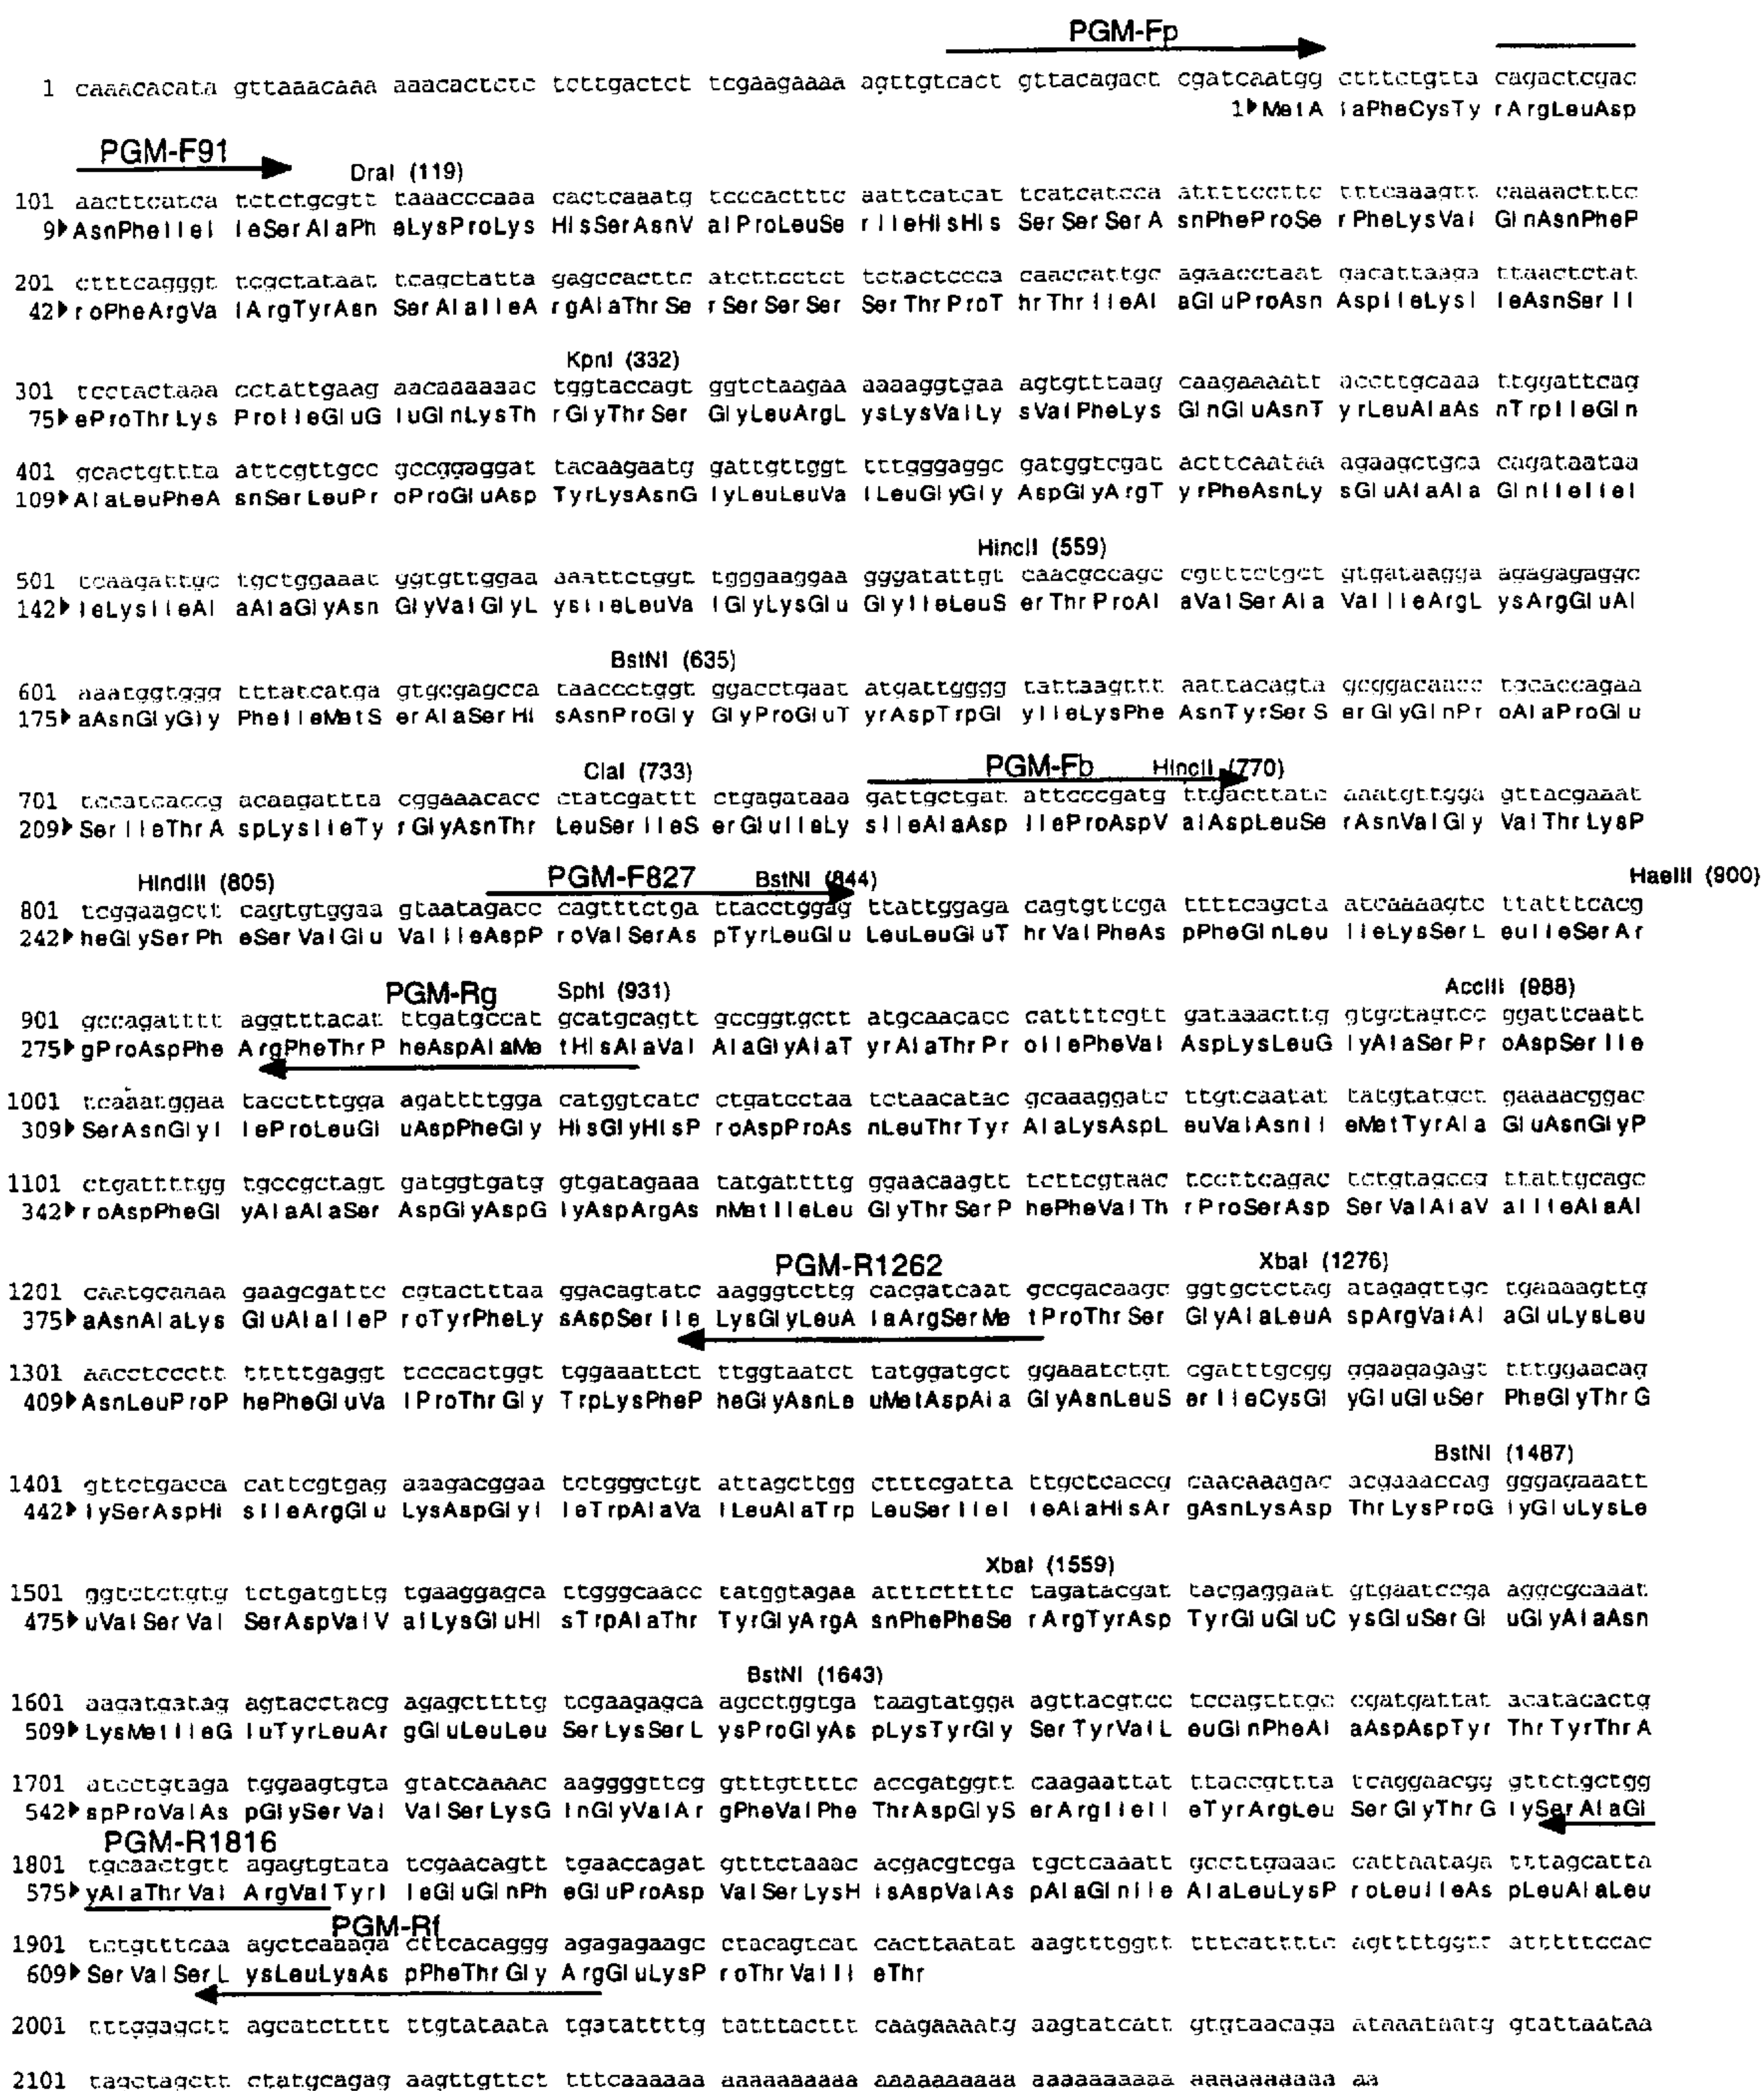 PGM-Fp
1 caaacacata gttaaacaaa aaacactctc tcttgactct tcgaagaaaa agttgtcact gttacagact cgatcaatgg ctttctgtta cagactcgac
1 MetA laPheCysTy rArgLeuAsp
PGM-F91 DraI (119)
101 aacttcatca tctctgcgtt taaacccaaa cactcaaatg tcccactttc aattcatcat tcatcatcca attttccttc tttcaaagtt caaaactttc
9 AsnPheIleI leSerAlaPh eLysProLys HisSerAsnV alProLeuSe rIleHisHis SerSerSerA snPheProSe rPheLysVal GlnAsnPheP
201 cttttcagggt tcgctataat tcagctatta gagccacttc atcttcctct tctactccca caaccattgc agaacctaat gacattaaga ttaactctat
42 roPheArgVa lArgTyrAsn SerAlaIleA rgAlaThrSe rSerSerSer SerThrProT hrThrIleAl aGluProAsn AspIleLysI leAsnSerIl
KpnI (332)
301 tcctactaaa cctattgaag aacaaaaaac tggtaccagt ggtctaagaa aaaaggtgaa agtgtttaag caagaaaatt accttgcaaa ttggattcag
75 eProThrLys ProIleGluG luGlnLysTh rGlyThrSer GlyLeuArgL ysLysValLy sValPheLys GlnGluAsnT yrLeuAlaAs nTrpIleGln
401 gcactgttta attcgttgcc gccggaggat tacaagaatg gattgttggt tttgggaggc gatggtcgat acttcaataa agaagctgca cagataataa
109 AlaLeuPheA snSerLeuPr oProGluAsp TyrLysAsnG lyLeuLeuVa lLeuGlyGly AspGlyArgT yrPheAsnLy sGluAlaAla GlnIleIleI
HincII (559)
501 tcaagattgc tgctggaaat ggtgttggaa aaattctggt tgggaaggaa gggatattgt caacgccagc cgtttctgct gtgataagga agagagaggc
142 leLysIleAl aAlaGlyAsn GlyValGlyL ysIleLeuVa lGlyLysGlu GlyIleLeuS erThrProAl aValSerAla ValIleArgL ysArgGluAl
BstNI (635)
601 aaatggtggg tttatcatga gtgcgagcca taaccctggt ggacctgaat atgattgggg tattaagttt aattacagta gcggacaacc tgcaccagaa
175 aAsnGlyGly PheIleMetS erAlaSerHi sAsnProGly GlyProGluT yrAspTrpGl yIleLysPhe AsnTyrSerS erGlyGlnPr oAlaProGlu
ClaI (733) PGM-Fb HincII (770)
701 tccatcaccg acaagattta cggaaacacc ctatcgattt ctgagataaa gattgctgat attcccgatg ttgacttatc aaatgttgga gttacgaaat
209 SerIleThrA spLysIleTy rGlyAsnThr LeuSerIleS erGluIleLy sIleAlaAsp IleProAspV alAspLeuSe rAsnValGly ValThrLysP
HindIII (805) PGM-F827 BstNI (844) HaeIII (900)
801 tcggaagctt cagtgtggaa gtaatagacc cagtttctga ttacctggag ttattggaga cagtgttcga ttttcagcta atcaaaagtc ttatttcacg
242 heGlySerPh eSerValGlu ValIleAspP roValSerAs pTyrLeuGlu LeuLeuGluT hrValPheAs pPheGlnLeu IleLysSerL euIleSerAr
PGM-Rg SphI (931) AccIII (988)
901 gccagatttt aggtttacat ttgatgccat gcatgcagtt gccggtgctt atgcaacacc cattttcgtt gataaacttg gtgctagtcc ggattcaatt
275 gProAspPhe ArgPheThrP heAspAlaMe tHisAlaVal AlaGlyAlaT yrAlaThrPr oIlePheVal AspLysLeuG lyAlaSerPr oAspSerIle
1001 tcaaatggaa tacctttgga agattttgga catggtcatc ctgatcctaa tctaacatac gcaaaggatc ttgtcaatat tatgtatgct gaaaacggac
309 SerAsnGlyI leProLeuGl uAspPheGly HisGlyHisP roAspProAs nLeuThrTyr AlaLysAspL euValAsnIl eMetTyrAla GluAsnGlyP
1101 ctgattttgg tgccgctagt gatggtgatg gtgatagaaa tatgattttg ggaacaagtt tcttcgtaac tccttcagac tctgtagccg ttattgcagc
342 roAspPheGl yAlaAlaSer AspGlyAspG lyAspArgAs nMetIleLeu GlyThrSerP hePheValTh rProSerAsp SerValAlaV alIleAlaAl
PGM-R1262 XbaI (1276)
1201 caatgcaaaa gaagcgattc cgtactttaa ggacagtatc aagggtcttg cacgatcaat gccgacaagc ggtgctctag atagagttgc tgaaaagttg
375 aAsnAlaLys GluAlaIleP roTyrPheLy sAspSerIle LysGlyLeuA laArgSerMe tProThrSer GlyAlaLeuA spArgValAl aGluLysLeu
1301 aacctccctt tttttgaggt tcccactggt tggaaattct ttggtaatct tatggatgct ggaaatctgt cgatttgcgg ggaagagagt tttggaacag
409 AsnLeuProP hePheGluVa lProThrGly TrpLysPheP heGlyAsnLe uMetAspAla GlyAsnLeuS erIleCysGl yGluGluSer PheGlyThrG
BstNI (1487)
1401 gttctgacca cattcgtgag aaagacggaa tctgggctgt attagcttgg ctttcgatta ttgctcaccg caacaaagac acgaaaccag gggagaaatt
442 lySerAspHi sIleArgGlu LysAspGlyI leTrpAlaVa lLeuAlaTrp LeuSerIleI leAlaHisAr gAsnLysAsp ThrLysProG lyGluLysLe
XbaI (1559)
1501 ggtctctgtg tctgatgttg tgaaggagca ttgggcaacc tatggtagaa atttcttttc tagatacgat tacgaggaat gtgaatccga aggcgcaaat
475 uValSerVal SerAspValV alLysGluHi sTrpAlaThr TyrGlyArgA snPhePheSe rArgTyrAsp TyrGluGluC ysGluSerGl uGlyAlaAsn
BstNI (1643)
1601 aagatgatag agtacctacg agagcttttg tcgaagagca agcctggtga taagtatgga agttacgtcc tccagtttgc cgatgattat acatacactg
509 LysMetIleG luTyrLeuAr gGluLeuLeu SerLysSerL ysProGlyAs pLysTyrGly SerTyrValL euGlnPheAl aAspAspTyr ThrTyrThrA
1701 atcctgtaga tggaagtgta gtatcaaaac aaggggttcg gtttgttttc accgatggtt caagaattat ttaccgttta tcaggaacgg gttctgctgg
542 spProValAs pGlySerVal ValSerLysG lnGlyValAr gPheValPhe ThrAspGlyS erArgIleIl eTyrArgLeu SerGlyThrG lySerAlaGl
PGM-R1816
1801 tgcaactgtt agagtgtata tcgaacagtt tgaaccagat gtttctaaac acgacgtcga tgctcaaatt gccttgaaac cattaataga tttagcatta
575 yAlaThrVal ArgValTyrI leGluGlnPh eGluProAsp ValSerLysH isAspValAs pAlaGlnIle AlaLeuLysP roLeuIleAs pLeuAlaLeu
PGM-Rf
1901 tctgtttcaa agctcaaaga cttcacaggg agagagaagc ctacagtcat cacttaatat aagtttggtt tttcattttc agttttggtt atttttccac
609 SerValSerL ysLeuLysAs pPheThrGly ArgGluLysP roThrValIl eThr
2001 tttggagctt agcatctttt ttgtataata tgatattttg tatttacttt caagaaaatg aagtatcatt gtgtaacaga ataaataatg gtattaataa
2101 tagctagctt ctatgcagag aagttgttct tttcaaaaaa aaaaaaaaaa aaaaaaaaaa aaaaaaaaaa aaaaaaaaaa aa